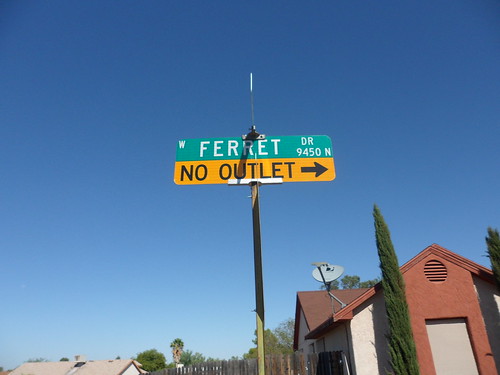 W FERRET DR
9450 N
NO OUTLET →